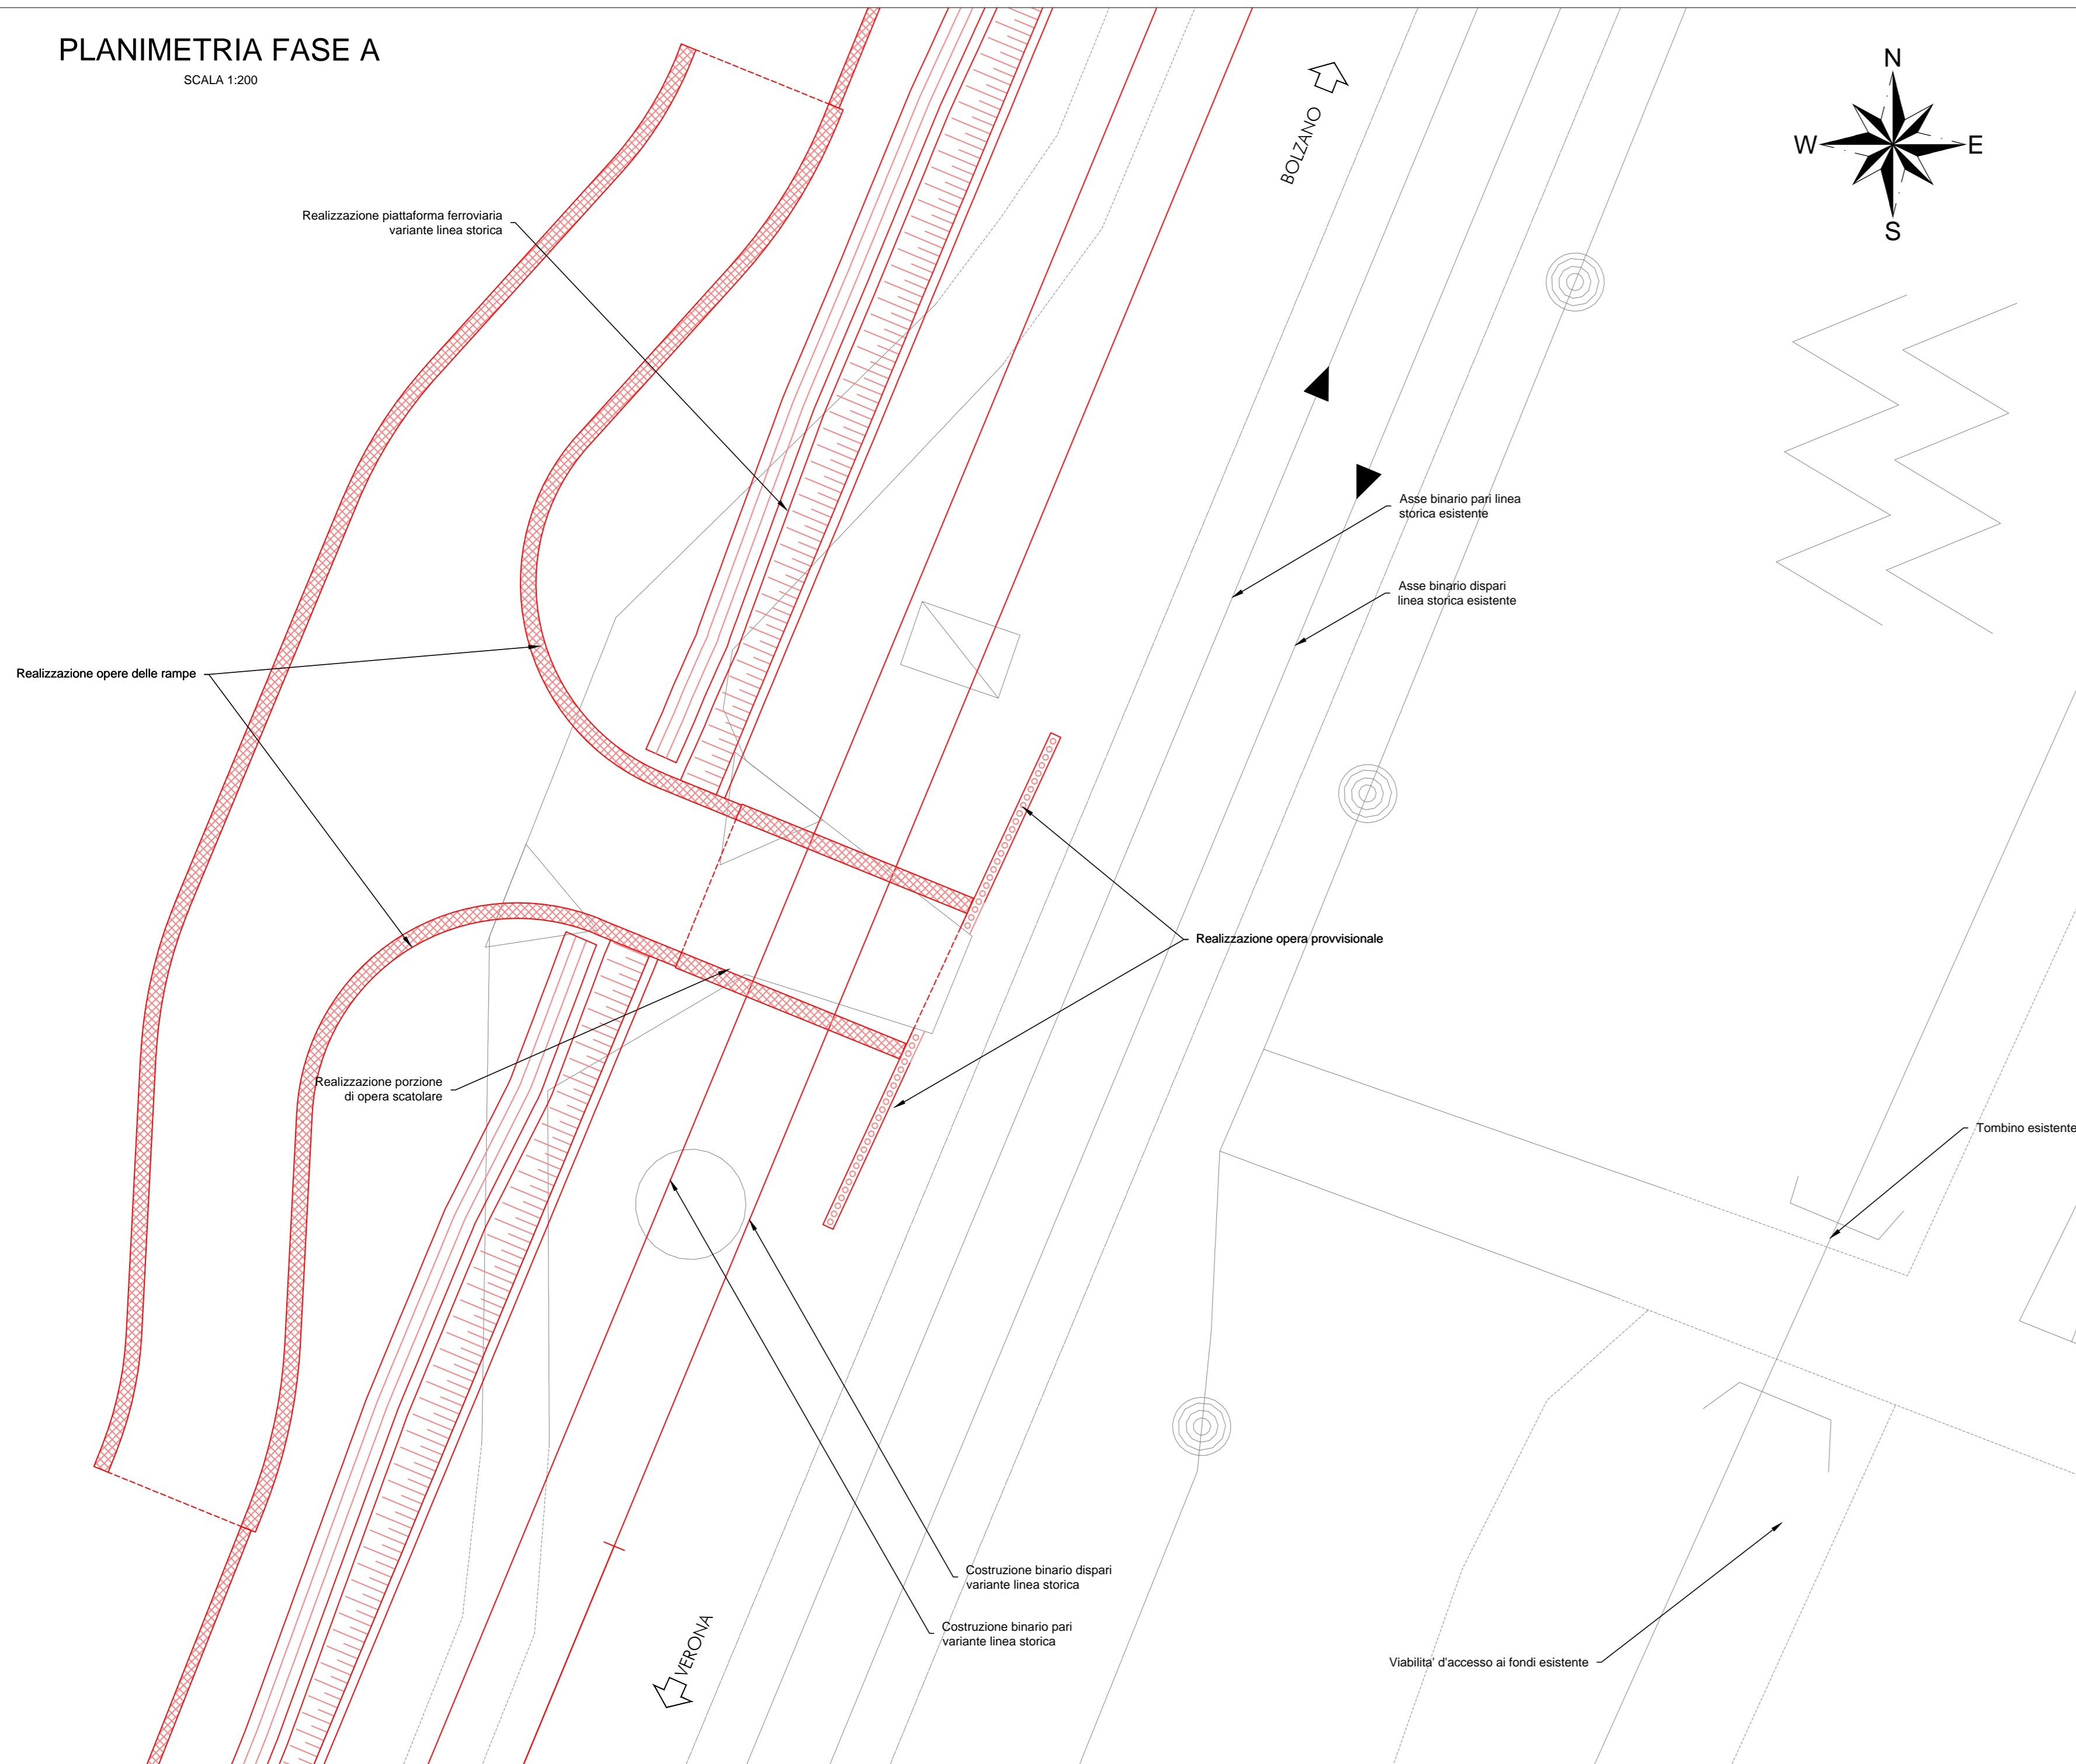 PLANIMETRIA FASE A
SCALA 1:200
N
W
E
S
BOLZANO
Realizzazione piattaforma ferroviaria
variante linea storica
Asse binario pari linea
storica esistente
Asse binario dispari
linea storica esistente
Realizzazione opere delle rampe
Realizzazione opera provvisionale
Realizzazione porzione
di opera scatolare
Tombino esistente
Costruzione binario dispari
variante linea storica
Costruzione binario pari
variante linea storica
VERONA
Viabilita' d'accesso ai fondi esistente